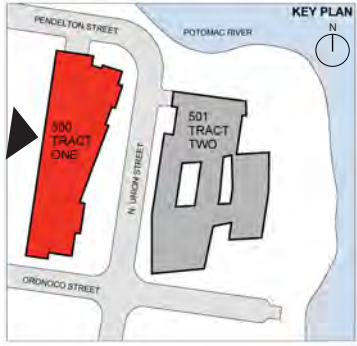 KEY PLAN
N
PENDELTON STREET
POTOMAC RIVER
500
TRACT
ONE
501
TRACT
TWO
N. UNION STREET
ORONOCO STREET